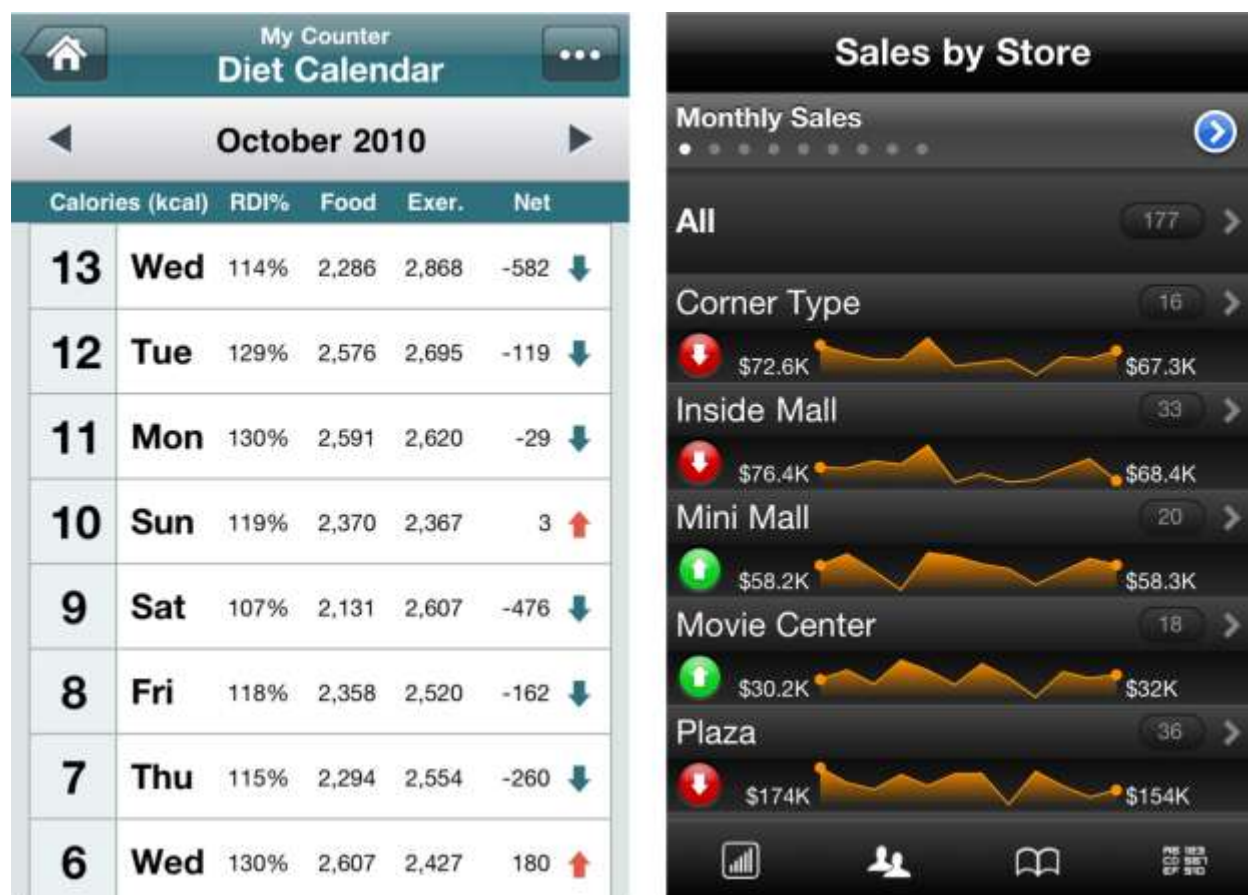 My Counter
Diet Calendar
October 2010
Calories (kcal) RDI% Food Exer. Net
13 Wed 114% 2,286 2,868 -582
12 Tue 129% 2,576 2,695 -119
11 Mon 130% 2,591 2,620 -29
10 Sun 119% 2,370 2,367 3
9 Sat 107% 2,131 2,607 -476
8 Fri 118% 2,358 2,520 -162
7 Thu 115% 2,294 2,554 -260
6 Wed 130% 2,607 2,427 180
Sales by Store
Monthly Sales
All 177
Corner Type 16
$72.6K $67.3K
Inside Mall 33
$76.4K $68.4K
Mini Mall 20
$58.2K $58.3K
Movie Center 18
$30.2K $32K
Plaza 36
$174K $154K